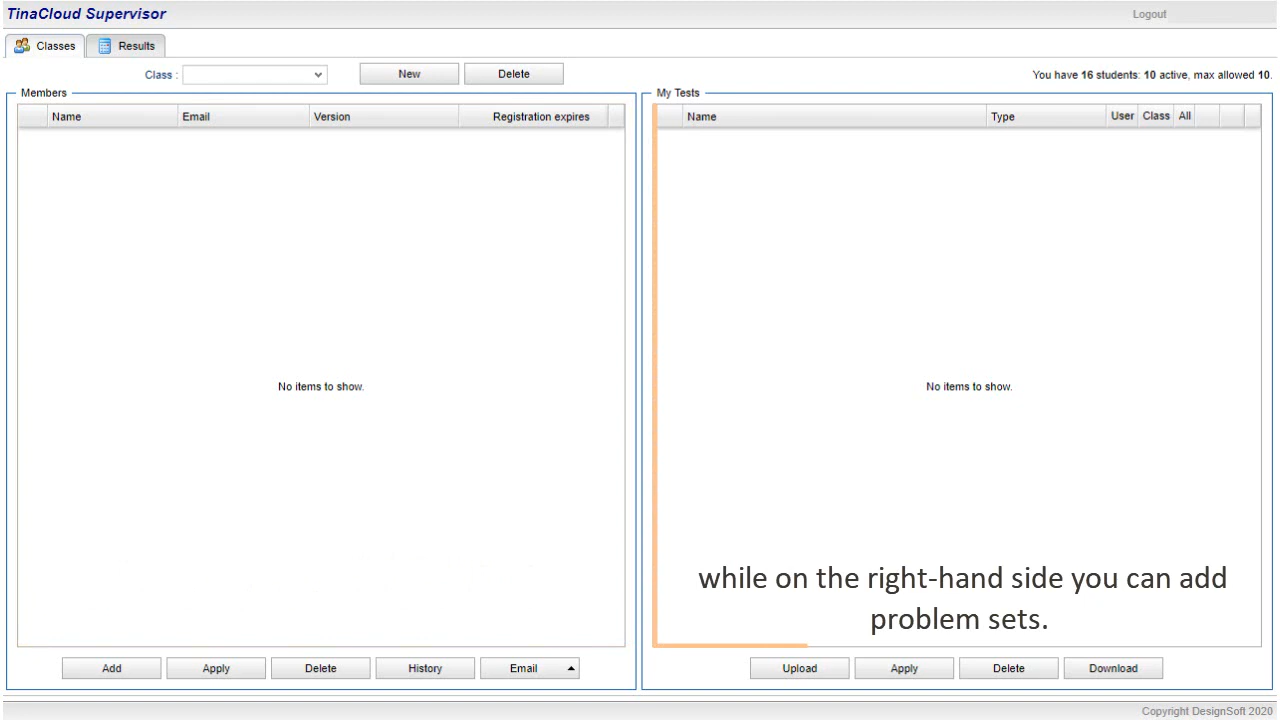 TinaCloud Supervisor
Logout
Classes
Results
Class :
New
Delete
You have 16 students: 10 active, max allowed 10.
Members
My Tests
Name Email Version Registration expires
Name Type User Class All
No items to show.
No items to show.
while on the right-hand side you can add
problem sets.
Add Apply Delete History Email
Upload Apply Delete Download
Copyright DesignSoft 2020